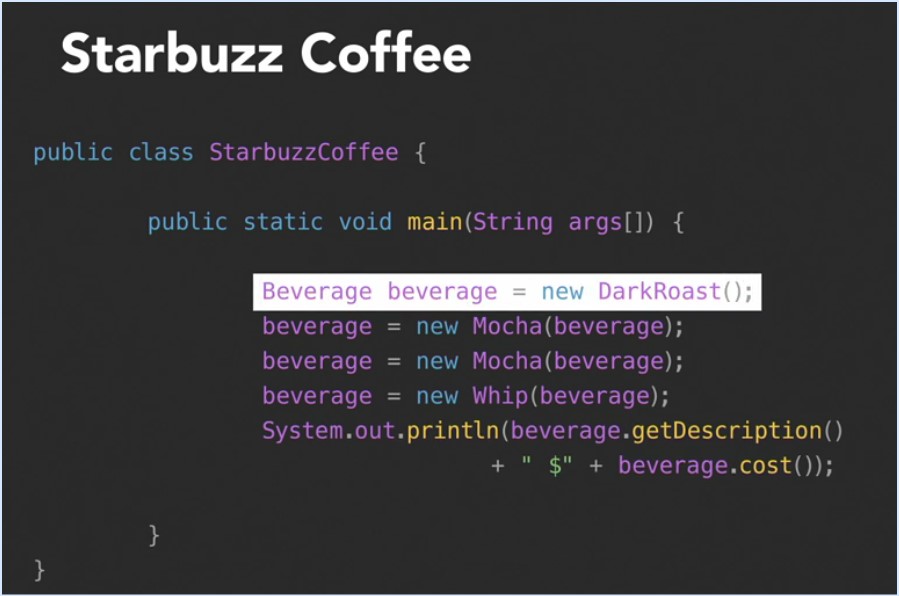 Starbuzz Coffee
public class StarbuzzCoffee {
public static void main(String args[]) {
Beverage beverage = new DarkRoast();
beverage = new Mocha(beverage);
beverage = new Mocha(beverage);
beverage = new Whip(beverage);
System.out.println(beverage.getDescription()
+ " $" + beverage.cost());
}
}